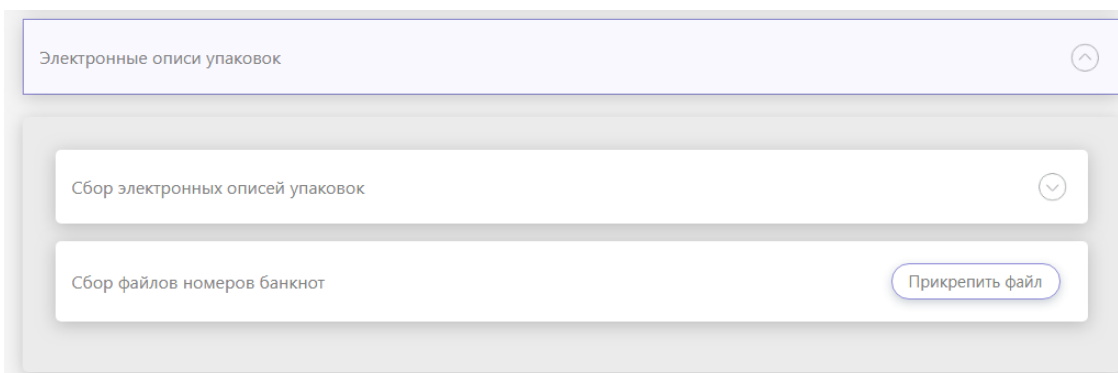 Электронные описи упаковок
Сбор электронных описей упаковок
Сбор файлов номеров банкнот
Прикрепить файл